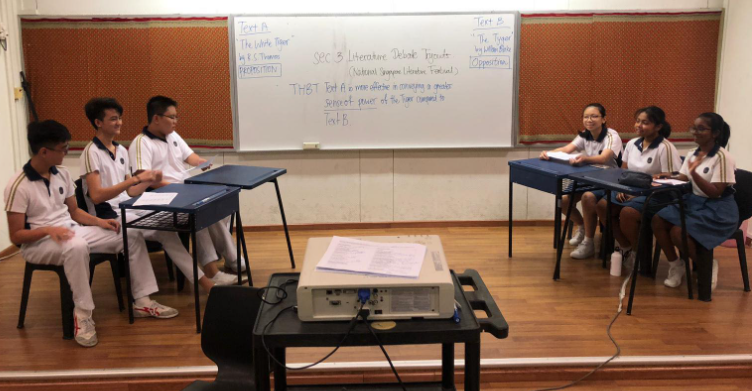 Text A
"The White Tiger"
by R. S. Thomas
PROPOSITION
Sec 3 Literature Debate Tryouts
(National Singapore Literature Festival)
THBT Text A is more effective in conveying a greater
sense of power of the Tiger compared to
Text B.
Text B
"The Tyger"
by William Blake
Opposition